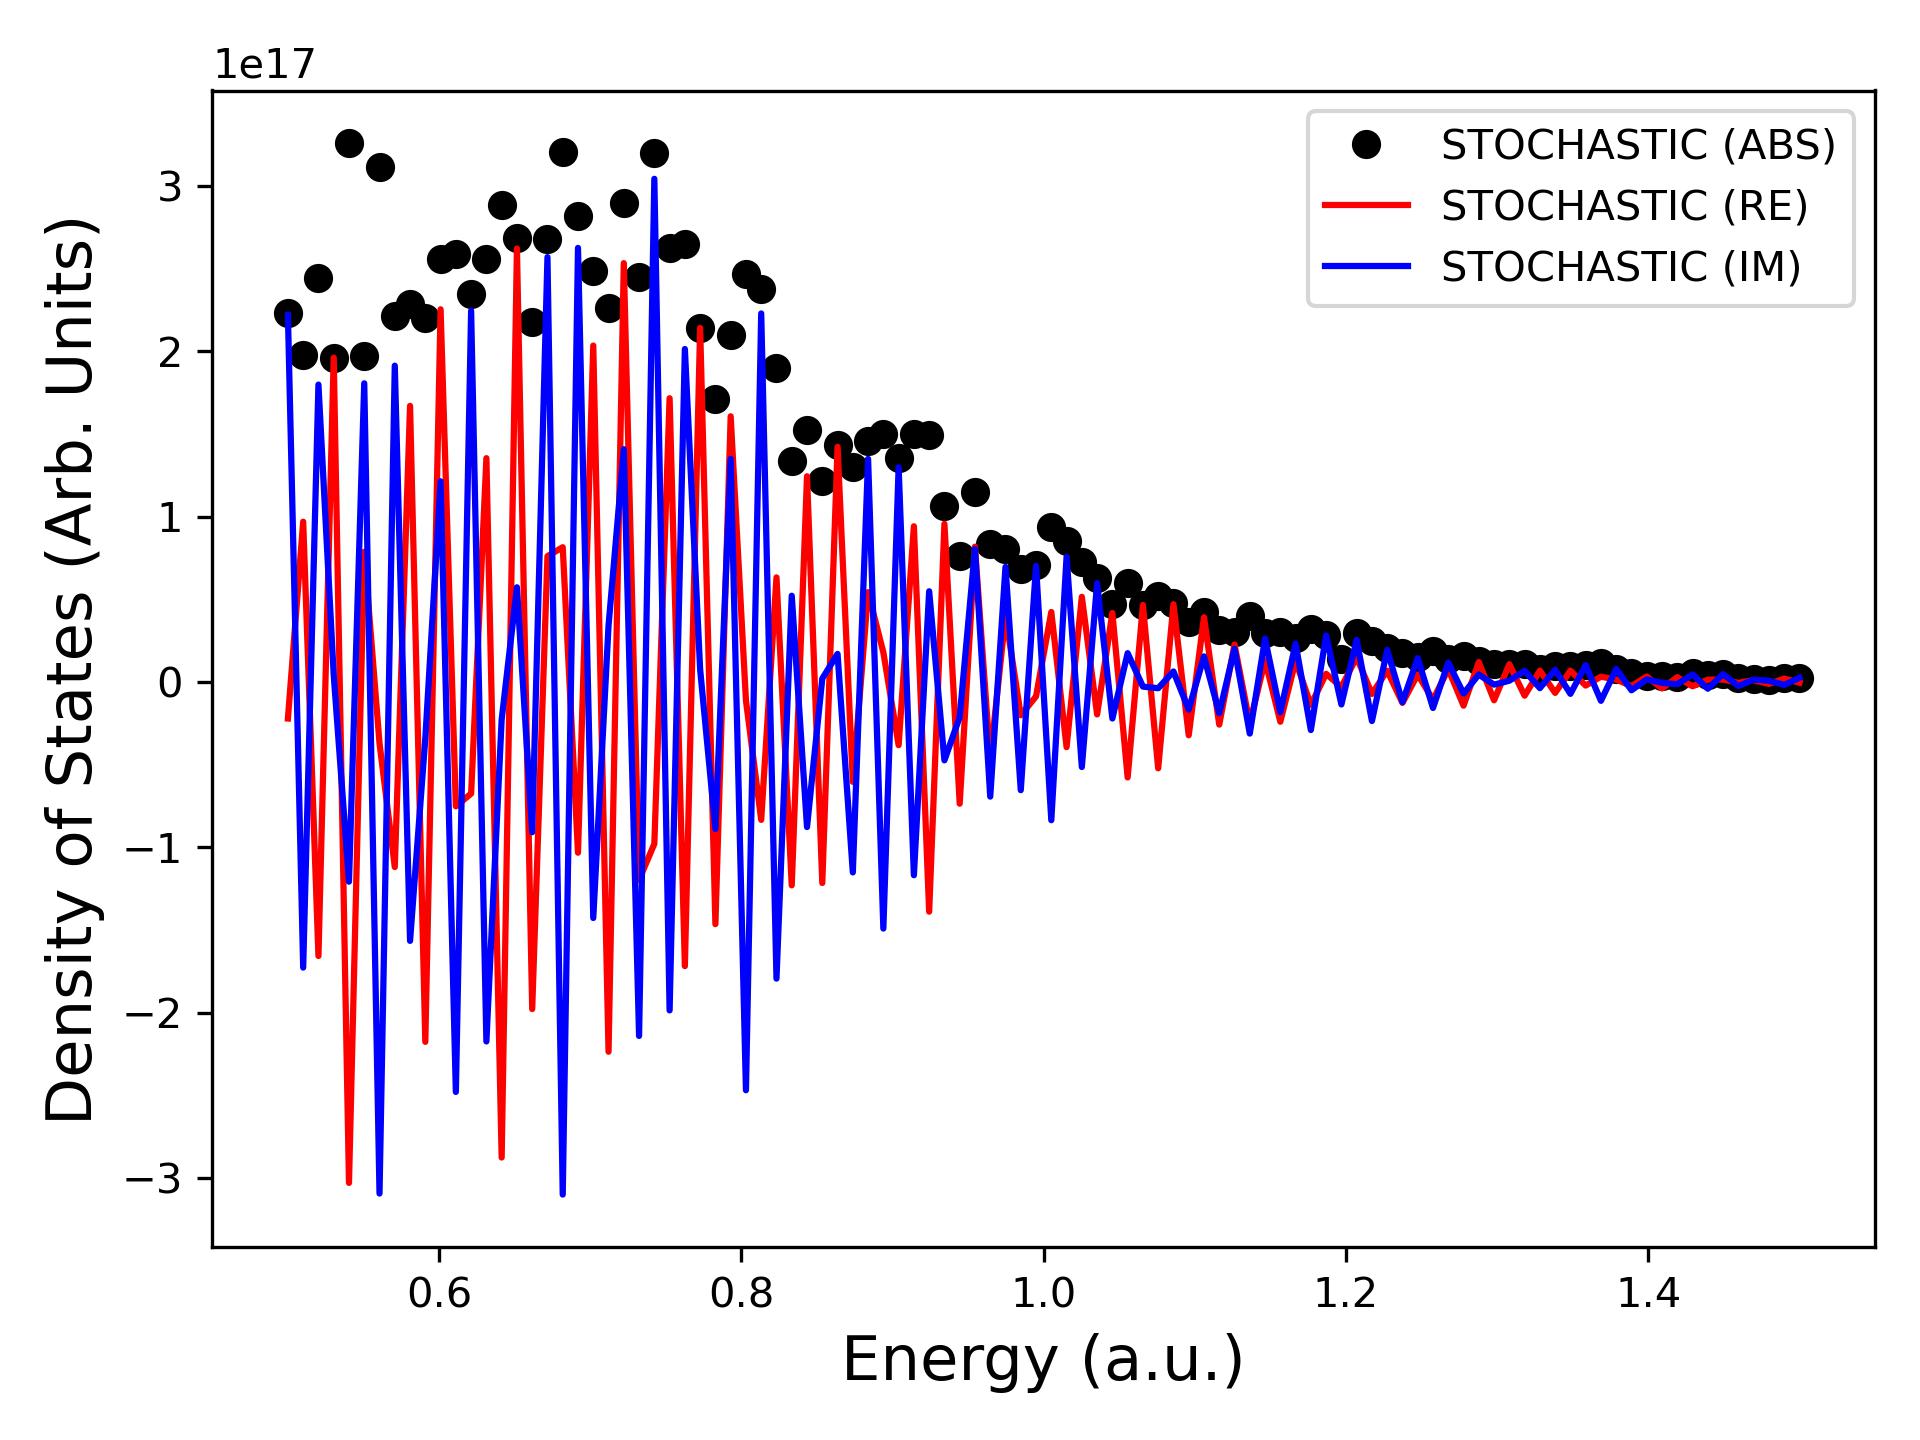 1e17
STOCHASTIC (ABS)
STOCHASTIC (RE)
STOCHASTIC (IM)
3
2
1
0
−1
−2
−3
Density of States (Arb. Units)
0.6 0.8 1.0 1.2 1.4
Energy (a.u.)